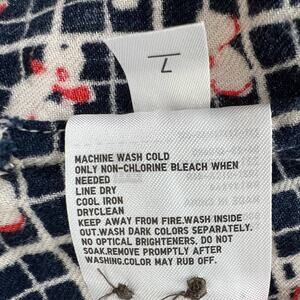 7
MACHINE WASH COLD
ONLY NON-CHLORINE BLEACH WHEN
NEEDED
LINE DRY
COOL IRON
DRYCLEAN
KEEP AWAY FROM FIRE.WASH INSIDE
OUT.WASH DARK COLORS SEPARATELY.
NO OPTICAL BRIGHTENERS. DO NOT
SOAK.REMOVE PROMPTLY AFTER
WASHING.COLOR MAY RUB OFF.